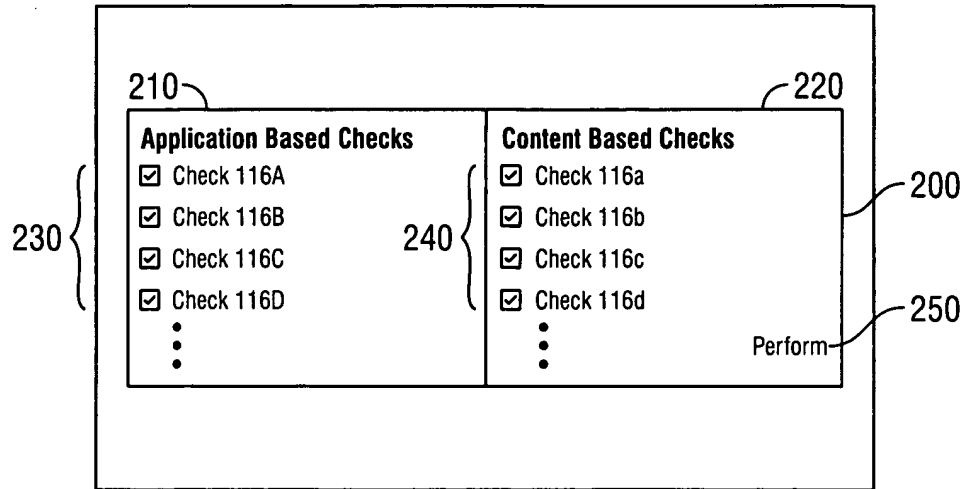 210
220
Application Based Checks
Content Based Checks
Check 116A
Check 116a
200
Check 116B
Check 116b
230
240
Check 116C
Check 116c
Check 116D
Check 116d
250
Perform